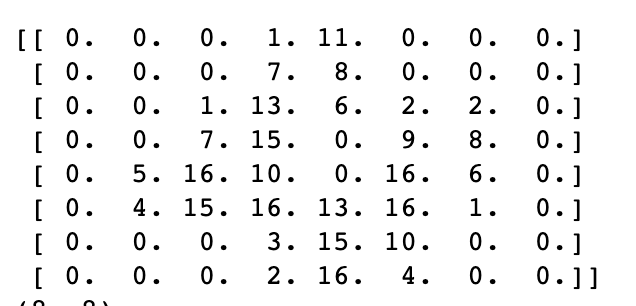 [[ 0. 0. 0. 1. 11. 0. 0. 0.]
[ 0. 0. 0. 7. 8. 0. 0. 0.]
[ 0. 0. 1. 13. 6. 2. 2. 0.]
[ 0. 0. 7. 15. 0. 9. 8. 0.]
[ 0. 5. 16. 10. 0. 16. 6. 0.]
[ 0. 4. 15. 16. 13. 16. 1. 0.]
[ 0. 0. 0. 3. 15. 10. 0. 0.]
[ 0. 0. 0. 2. 16. 4. 0. 0.]]